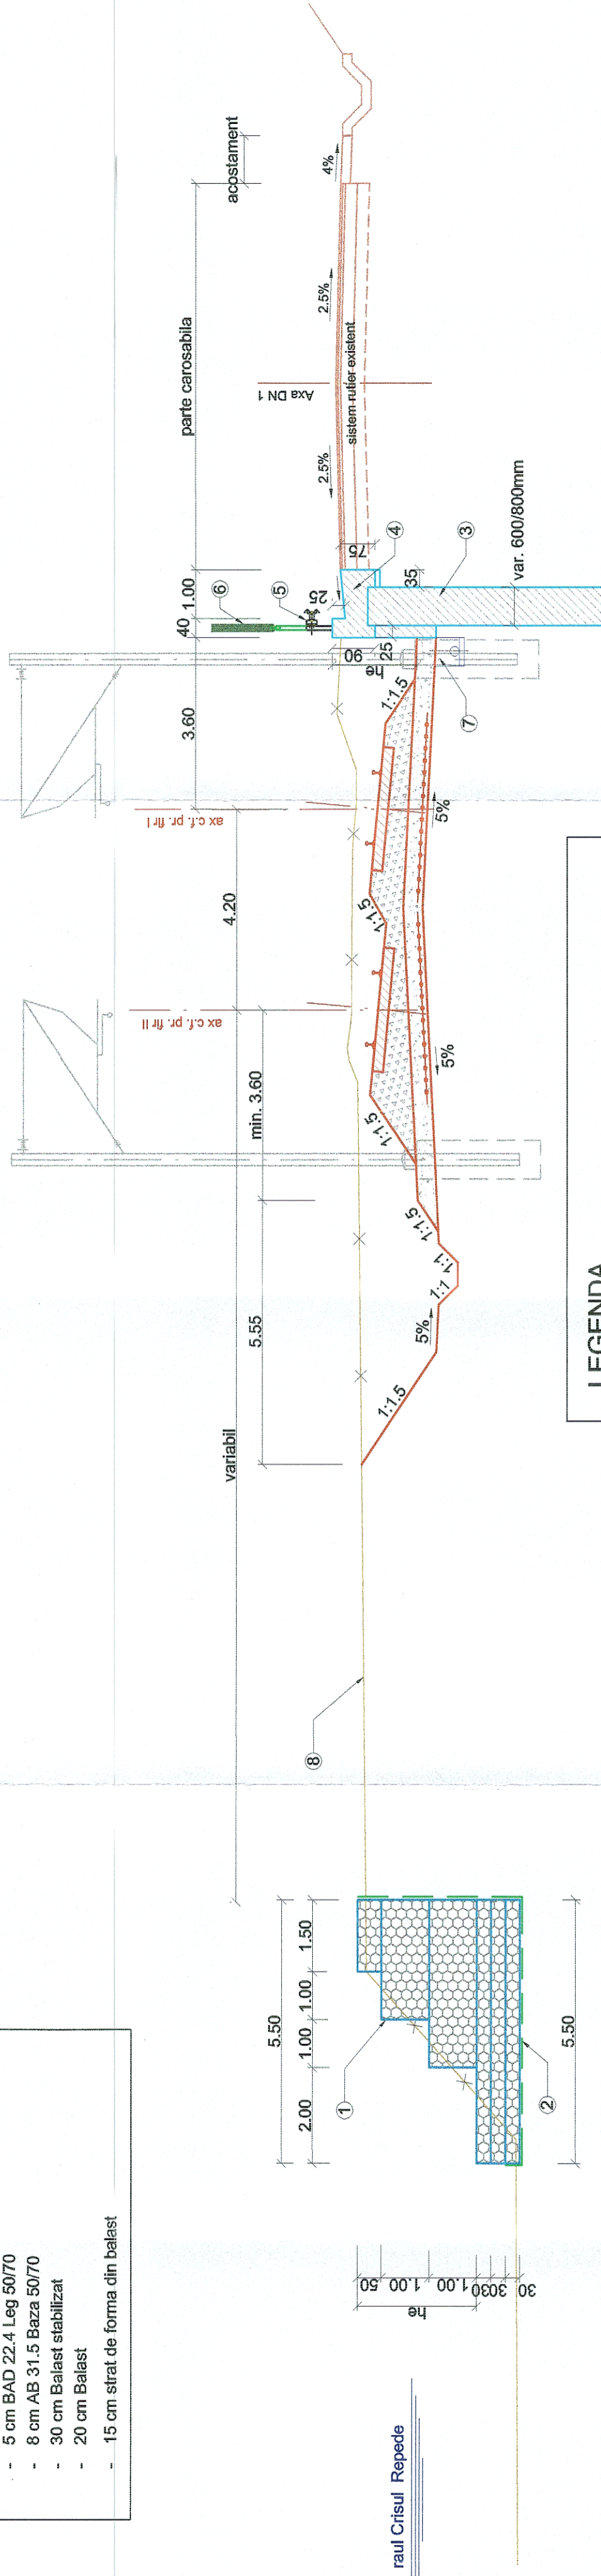 - 5 cm BAD 22.4 Leg 50/70
- 8 cm AB 31.5 Baza 50/70
- 30 cm Balast stabilizat
- 20 cm Balast
- 15 cm strat de forma din balast
raul Crisul Repede
he
50
1.00
1.00
30
30
30
5.50
2.00
1.00
1.00
1.50
1
2
5.50
8
variabil
5.55
min. 3.60
4.20
3.60
40
1.00
parte carosabila
acostament
ax c.f. pr. fir II
ax c.f. pr. fir I
1:1.5
5%
1:1
1:1
1:1.5
1:1.5
5%
1:1.5
5%
1:1.5
6
5
25
90
he
25
75
35
4
3
7
var. 600/800mm
2.5%
Axa DN 1
2.5%
sistem rutier existent
4%
LEGENDA